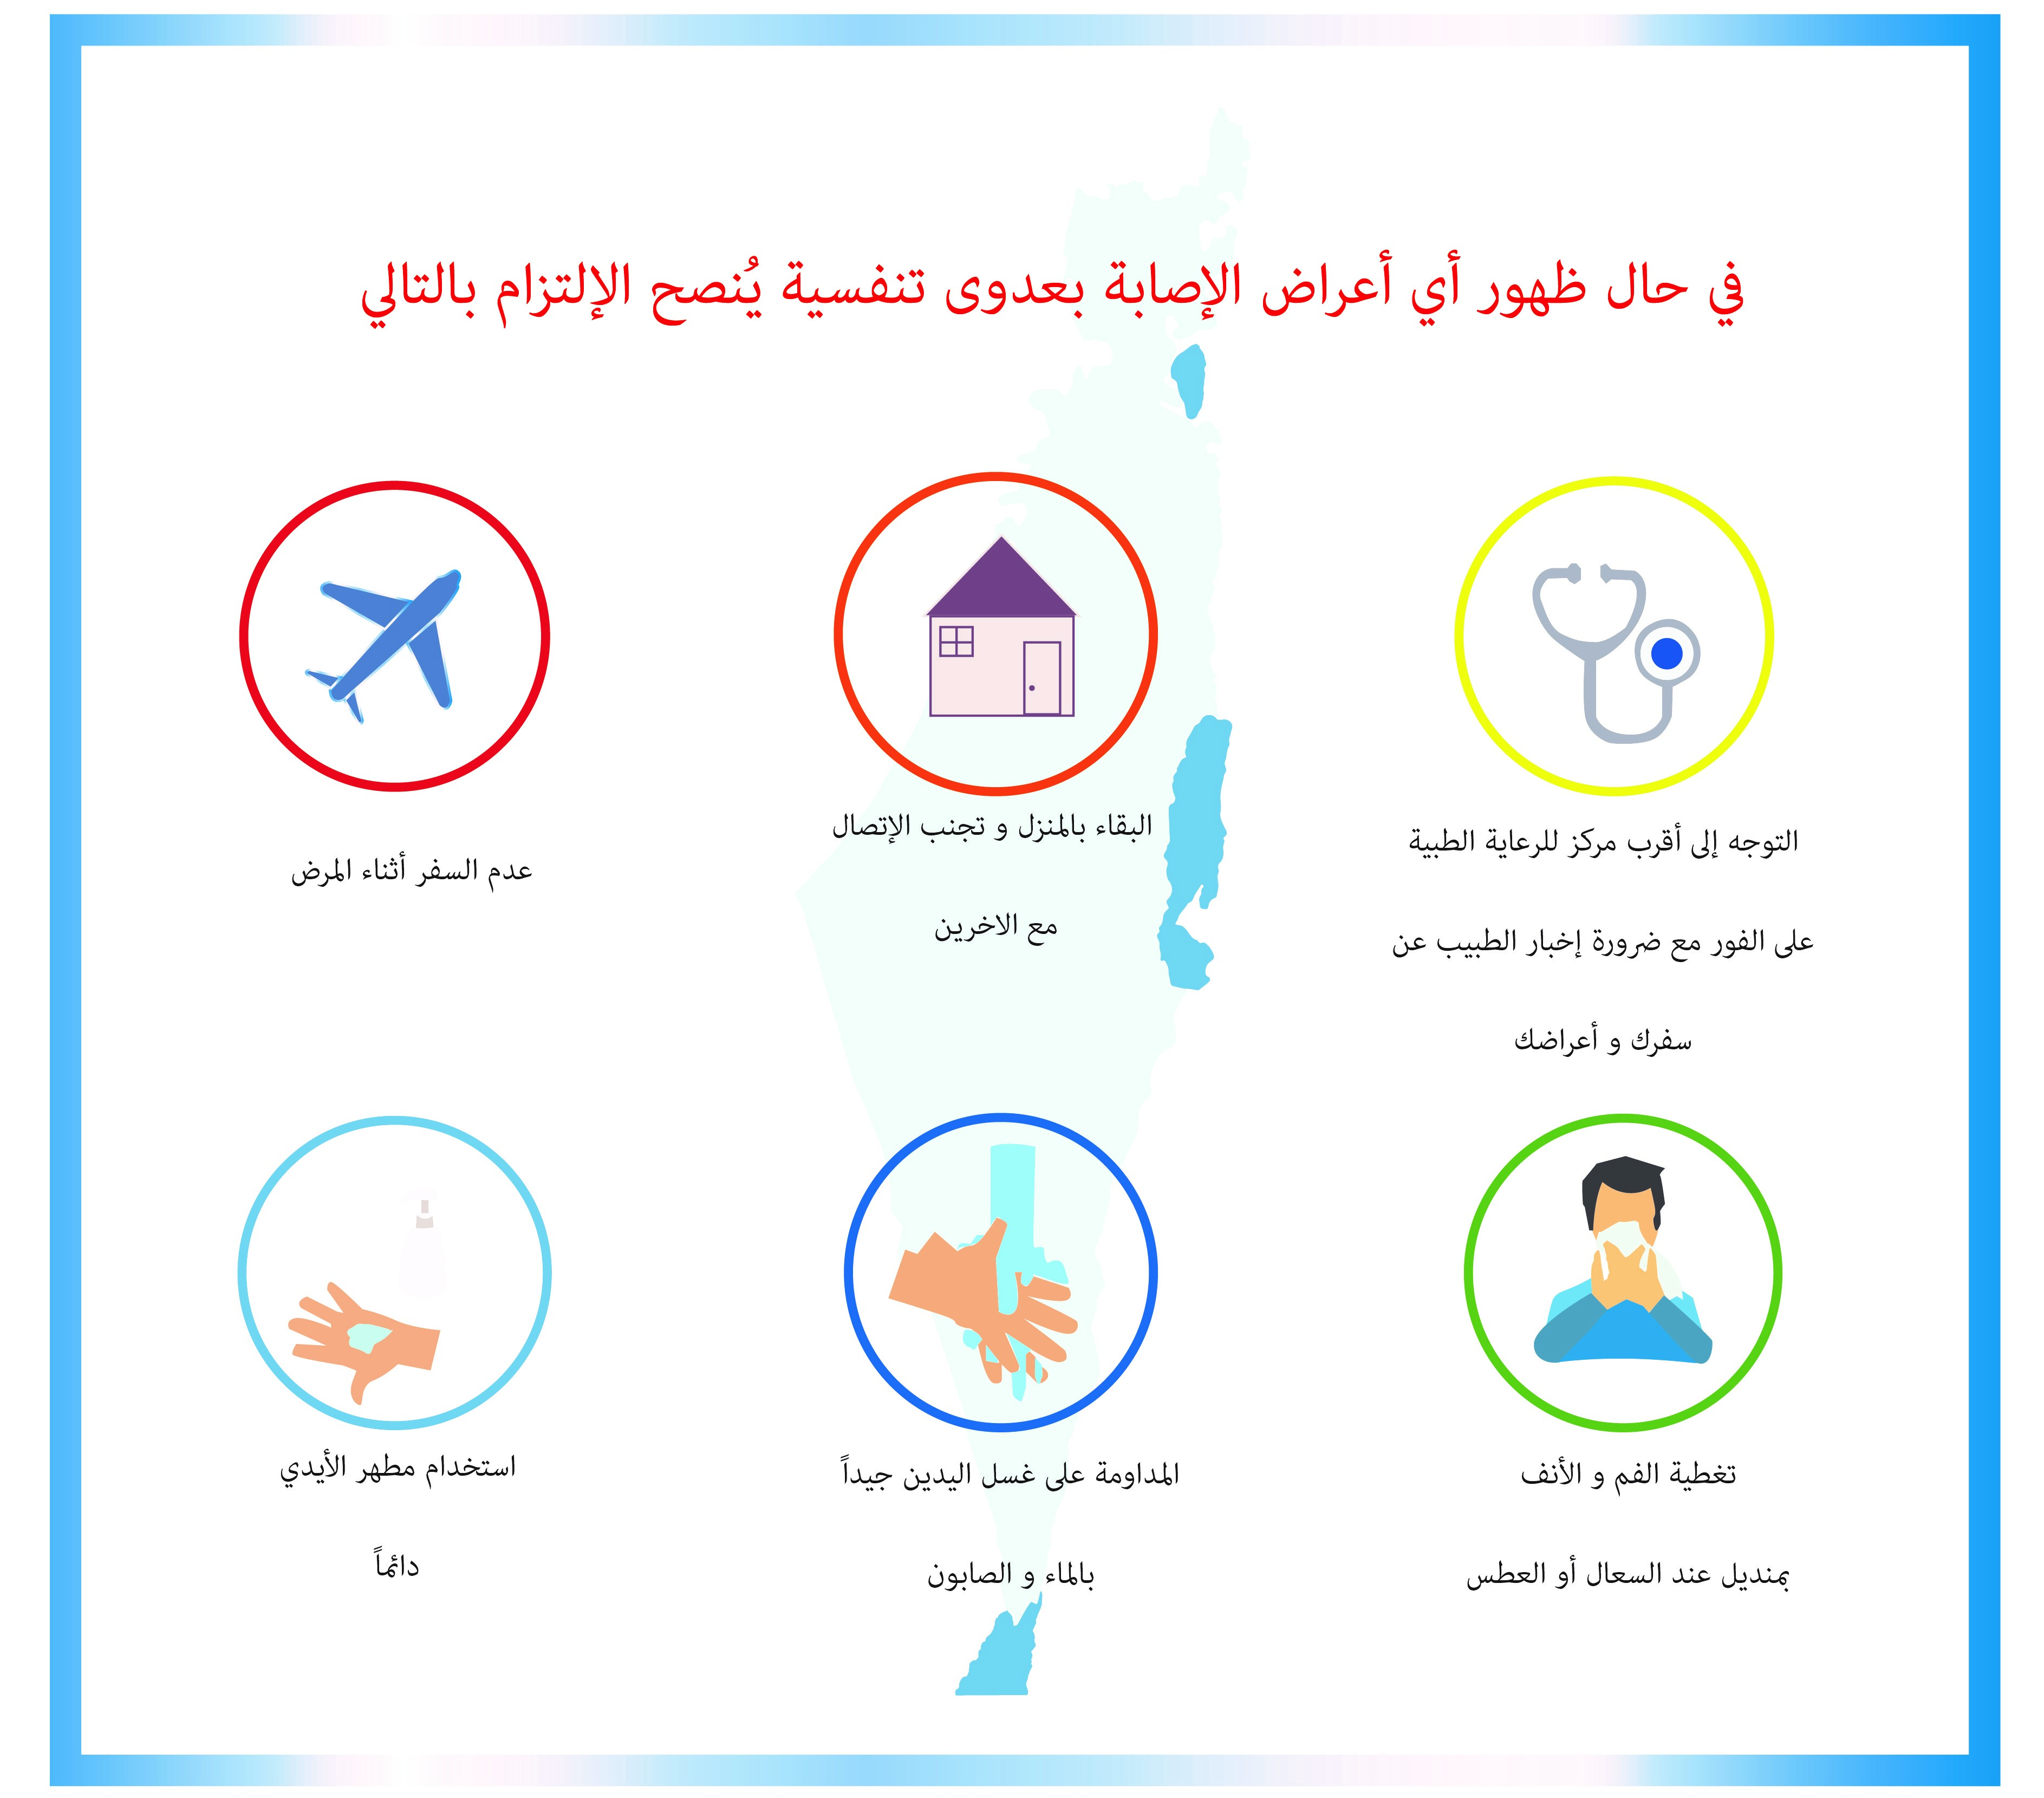 في حال ظهور أي أعراض الإصابة بعدوى تنفسية يُنصح الإلتزام بالتالي
التوجه إلى أقرب مركز للرعاية الطبية
على الفور مع ضرورة إخبار الطبيب عن
سفرك و أعراضك
البقاء بالمنزل و تجنب الإتصال
مع الاخرين
عدم السفر أثناء المرض
تغطية الفم و الأنف
بمنديل عند السعال أو العطس
المداومة على غسل اليدين جيداً
بالماء و الصابون
استخدام مطهر الأيدي
دائماً